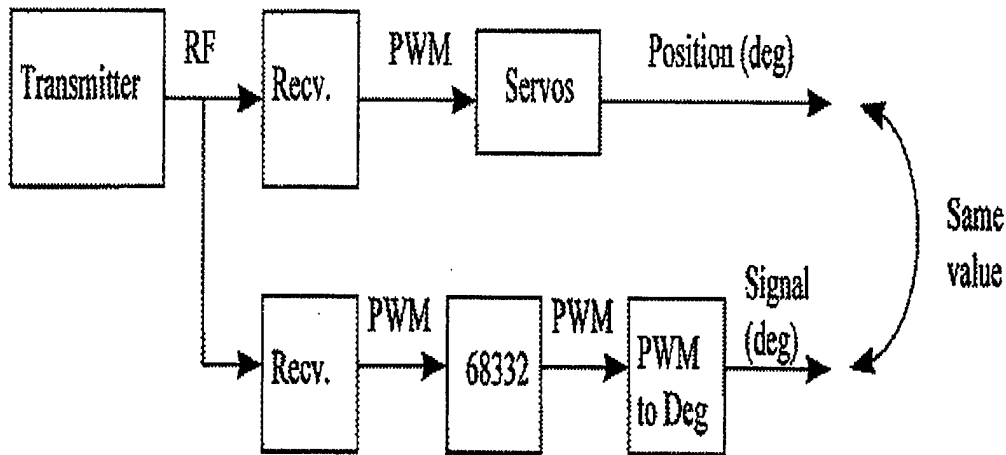 Transmitter
RF
Recv.
PWM
Servos
Position (deg)
Same
value
Recv.
PWM
68332
PWM
PWM
to Deg
Signal
(deg)